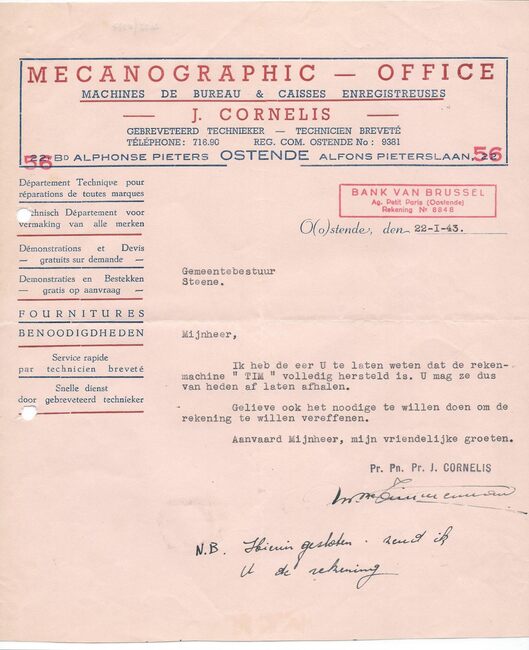 MECANOGRAPHIC — OFFICE
MACHINES DE BUREAU & CAISSES ENREGISTREUSES
— J. CORNELIS —
GEBREVETEERD TECHNIEKER — TECHNICIEN BREVETÉ
TÉLÉPHONE: 716.90 REG. COM. OSTENDE No: 9381
22, BD ALPHONSE PIETERS OSTENDE ALFONS PIETERSLAAN, 22
56 56
Département Technique pour
réparations de toutes marques
Technisch Département voor
vermaking van alle merken
Démonstrations et Devis
— gratuits sur demande —
Demonstraties en Bestekken
— gratis op aanvraag —
FOURNITURES
BENOODIGDHEDEN
Service rapide
par technicien breveté
Snelle dienst
door gebreveteerd technieker
BANK VAN BRUSSEL
Ag. Petit Paris (Oostende)
Rekening No 8848
O(o)stende, den 22-I-43.
Gemeentebestuur
Steene.
Mijnheer,
Ik heb de eer U te laten weten dat de reken-
machine " TIM " volledig hersteld is. U mag ze dus
van heden af laten afhalen.
Gelieve ook het noodige te willen doen om de
rekening te willen vereffenen.
Aanvaard Mijnheer, mijn vriendelijke groeten.
Pr. Pn. Pr. J. CORNELIS
N.B. Hierin gesloten zend ik
U de rekening